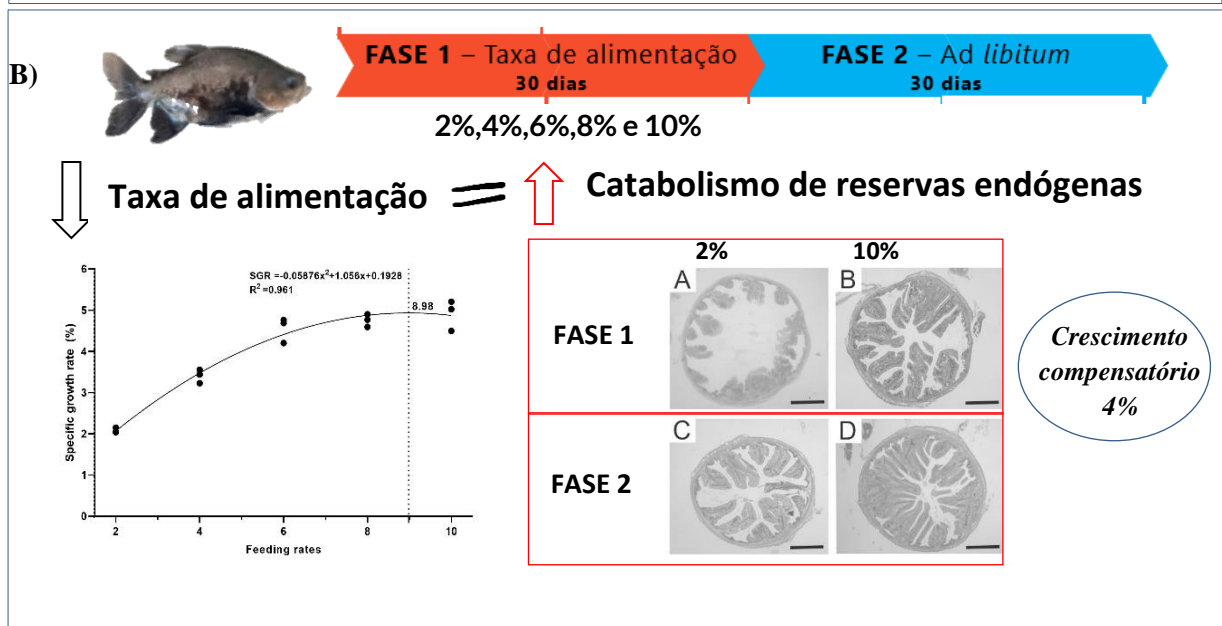 B)
FASE 1 – Taxa de alimentação
30 dias
FASE 2 – Ad libitum
30 dias
2%,4%,6%,8% e 10%
Taxa de alimentação
Catabolismo de reservas endógenas
SGR =-0.05876x²+1.056x+0.1928
R²=0.961
8.98
Specific growth rate (%)
6
5
4
3
2
1
0
2
4
6
8
10
Feeding rates
2%
10%
FASE 1
A
B
FASE 2
C
D
Crescimento
compensatório
4%